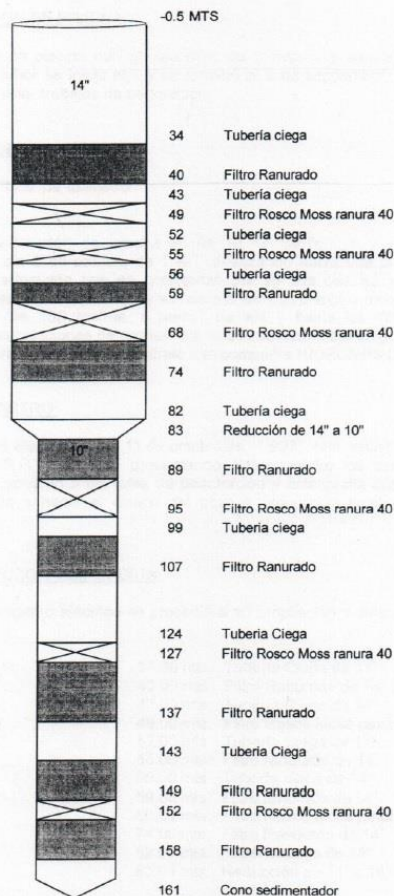 -0.5 MTS
14"
34 Tubería ciega
40 Filtro Ranurado
43 Tubería ciega
49 Filtro Rosco Moss ranura 40
52 Tubería ciega
55 Filtro Rosco Moss ranura 40
56 Tubería ciega
59 Filtro Ranurado
68 Filtro Rosco Moss ranura 40
74 Filtro Ranurado
82 Tubería ciega
83 Reducción de 14" a 10"
10"
89 Filtro Ranurado
95 Filtro Rosco Moss ranura 40
99 Tuberia ciega
107 Filtro Ranurado
124 Tuberia Ciega
127 Filtro Rosco Moss ranura 40
137 Filtro Ranurado
143 Tuberia Ciega
149 Filtro Ranurado
152 Filtro Rosco Moss ranura 40
158 Filtro Ranurado
161 Cono sedimentador